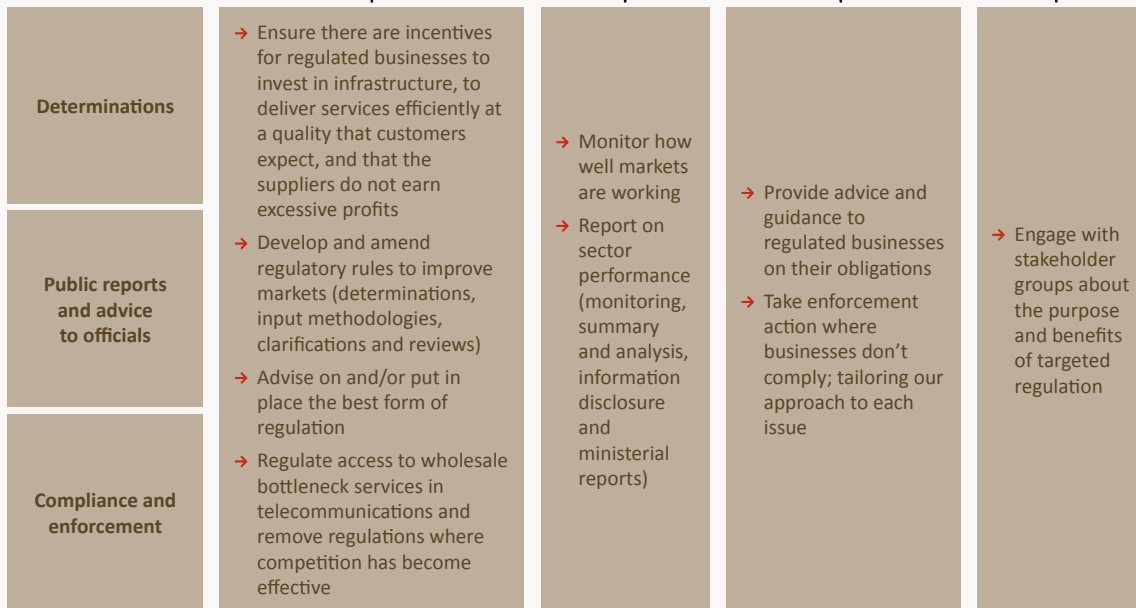 Determinations
Public reports
and advice
to officials
Compliance and
enforcement
→ Ensure there are incentives
for regulated businesses to
invest in infrastructure, to
deliver services efficiently at
a quality that customers
expect, and that the
suppliers do not earn
excessive profits
→ Develop and amend
regulatory rules to improve
markets (determinations,
input methodologies,
clarifications and reviews)
→ Advise on and/or put in
place the best form of
regulation
→ Regulate access to wholesale
bottleneck services in
telecommunications and
remove regulations where
competition has become
effective
→ Monitor how
well markets
are working
→ Report on
sector
performance
(monitoring,
summary
and analysis,
information
disclosure
and
ministerial
reports)
→ Provide advice and
guidance to
regulated businesses
on their obligations
→ Take enforcement
action where
businesses don’t
comply; tailoring our
approach to each
issue
→ Engage with
stakeholder
groups about
the purpose
and benefits
of targeted
regulation